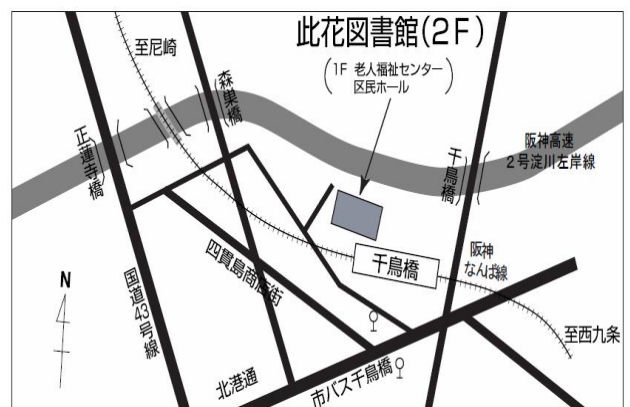 此花図書館(2F)
(1F 老人福祉センター
区民ホール)
至尼崎
森巣橋
正蓮寺橋
千鳥橋
阪神高速
2号淀川左岸線
四貫島商店街
千鳥橋
阪神
なんば線
N
国道43号線
至西九条
北港通
市バス千鳥橋